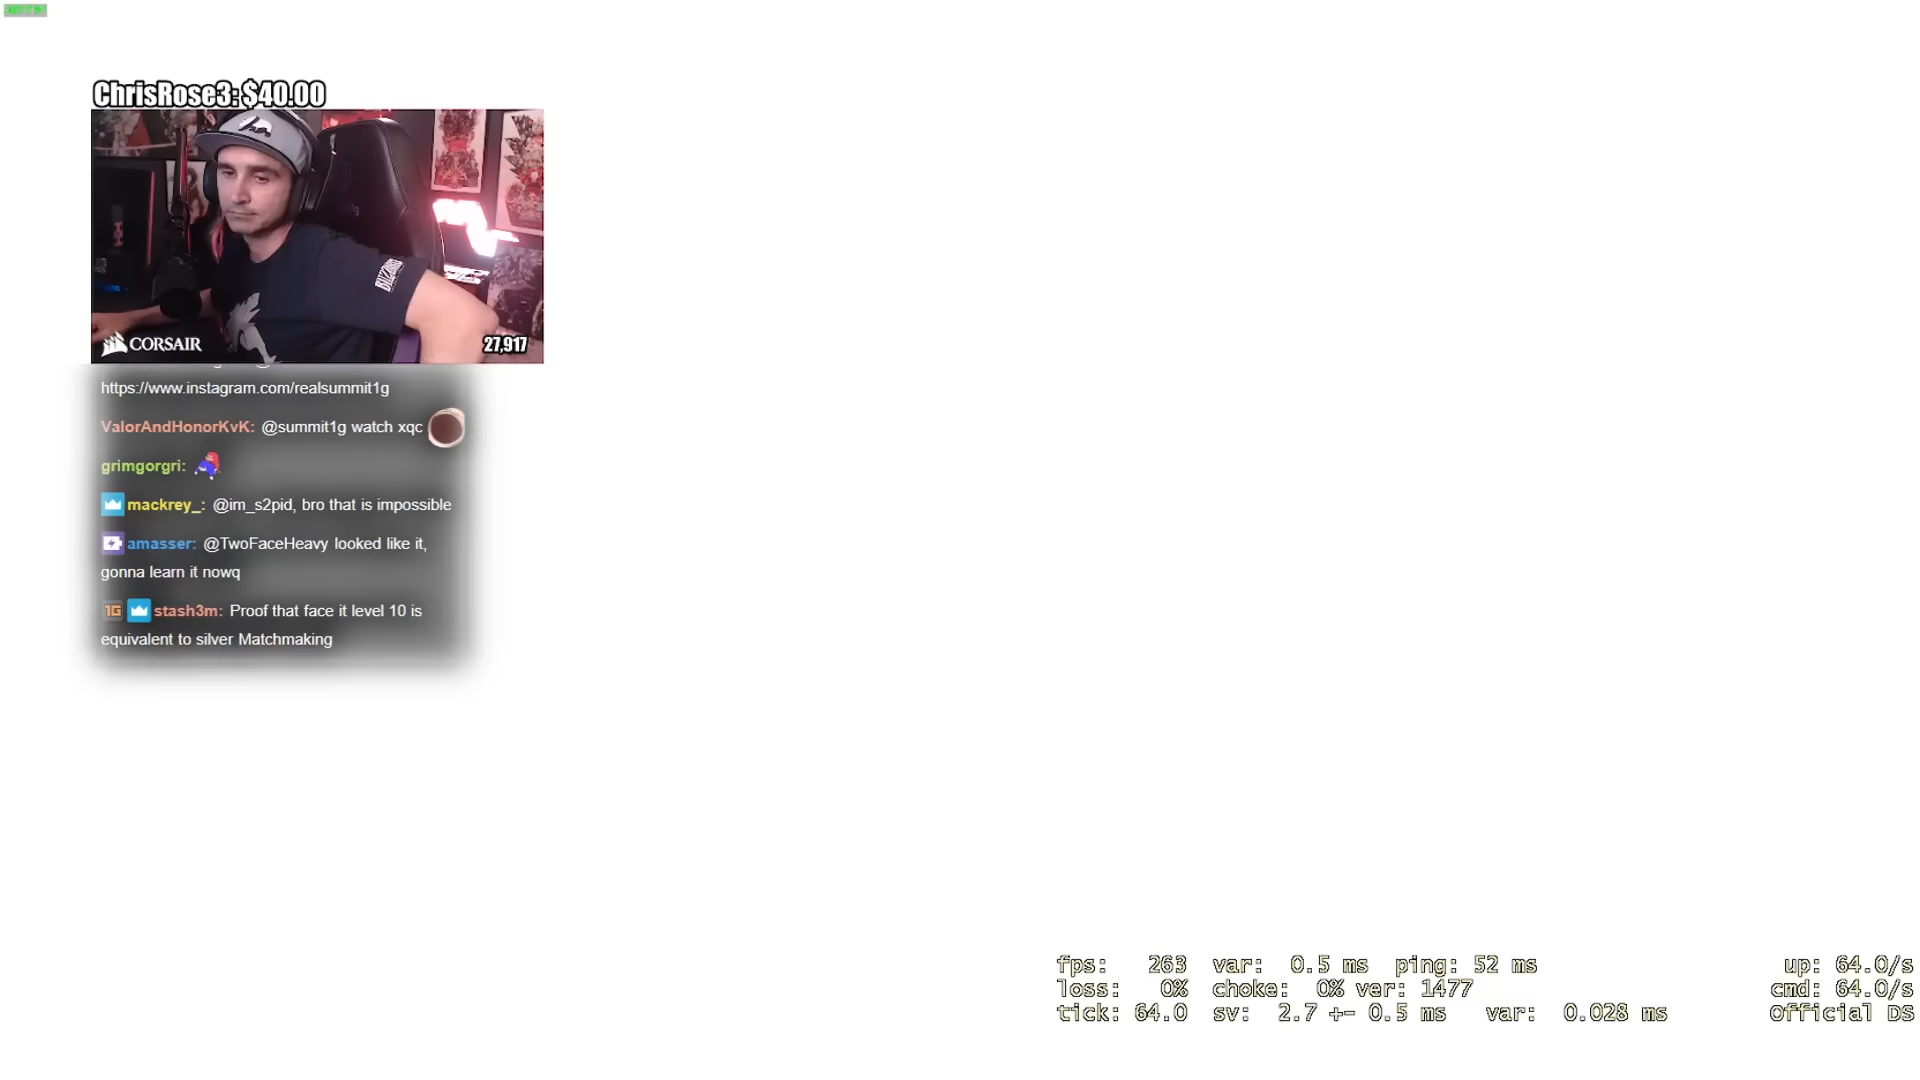 ChrisRose3: $40.00
BLIZZARD
CORSAIR
27,917
https://www.instagram.com/realsummit1g
ValorAndHonorKvK: @summit1g watch xqc
grimgorgri:
mackrey_: @im_s2pid, bro that is impossible
amasser: @TwoFaceHeavy looked like it,
gonna learn it nowq
1G stash3m: Proof that face it level 10 is
equivalent to silver Matchmaking
fps: 263 var: 0.5 ms ping: 52 ms up: 64.0/s
loss: 0% choke: 0% ver: 1477 cmd: 64.0/s
tick: 64.0 sv: 2.7 +- 0.5 ms var: 0.028 ms Official DS